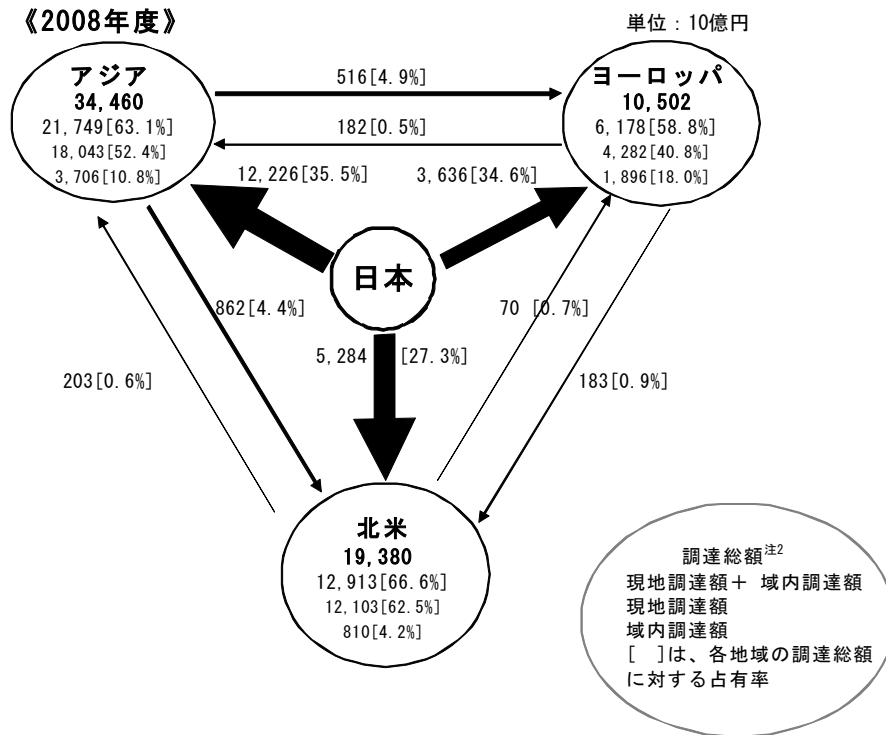 《2008年度》
単位:10億円
アジア
34,460
21,749[63.1%]
18,043[52.4%]
3,706[10.8%]
516[4.9%]
182[0.5%]
ヨーロッパ
10,502
6,178[58.8%]
4,282[40.8%]
1,896[18.0%]
12,226[35.5%]
3,636[34.6%]
日本
862[4.4%]
70 [0.7%]
5,284 [27.3%]
203[0.6%]
183[0.9%]
北米
19,380
12,913[66.6%]
12,103[62.5%]
810[4.2%]
調達総額注2
現地調達額+ 域内調達額
現地調達額
域内調達額
[ ]は、各地域の調達総額
に対する占有率